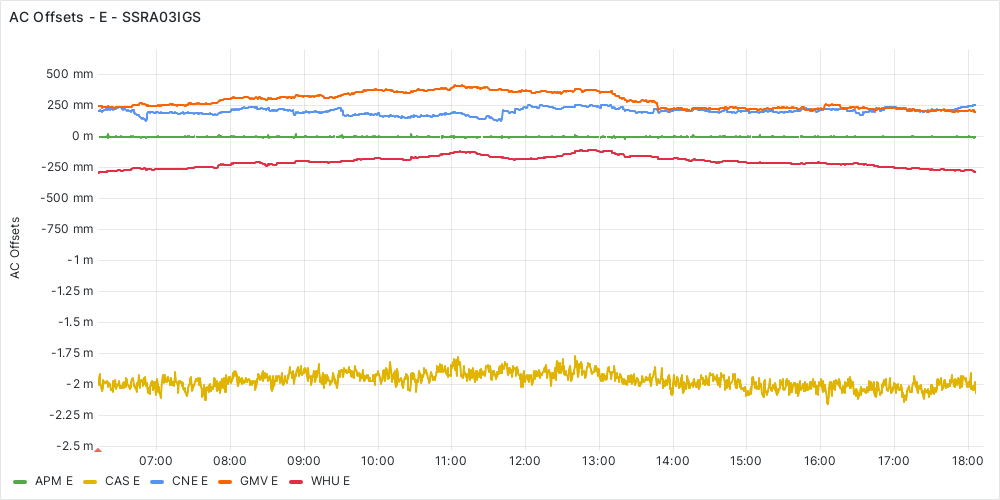 AC Offsets - E - SSRA03IGS
500 mm
250 mm
0 m
-250 mm
-500 mm
-750 mm
-1 m
-1.25 m
-1.5 m
-1.75 m
-2 m
-2.25 m
-2.5 m
AC Offsets
07:00 08:00 09:00 10:00 11:00 12:00 13:00 14:00 15:00 16:00 17:00 18:00
APM E CAS E CNE E GMV E WHU E